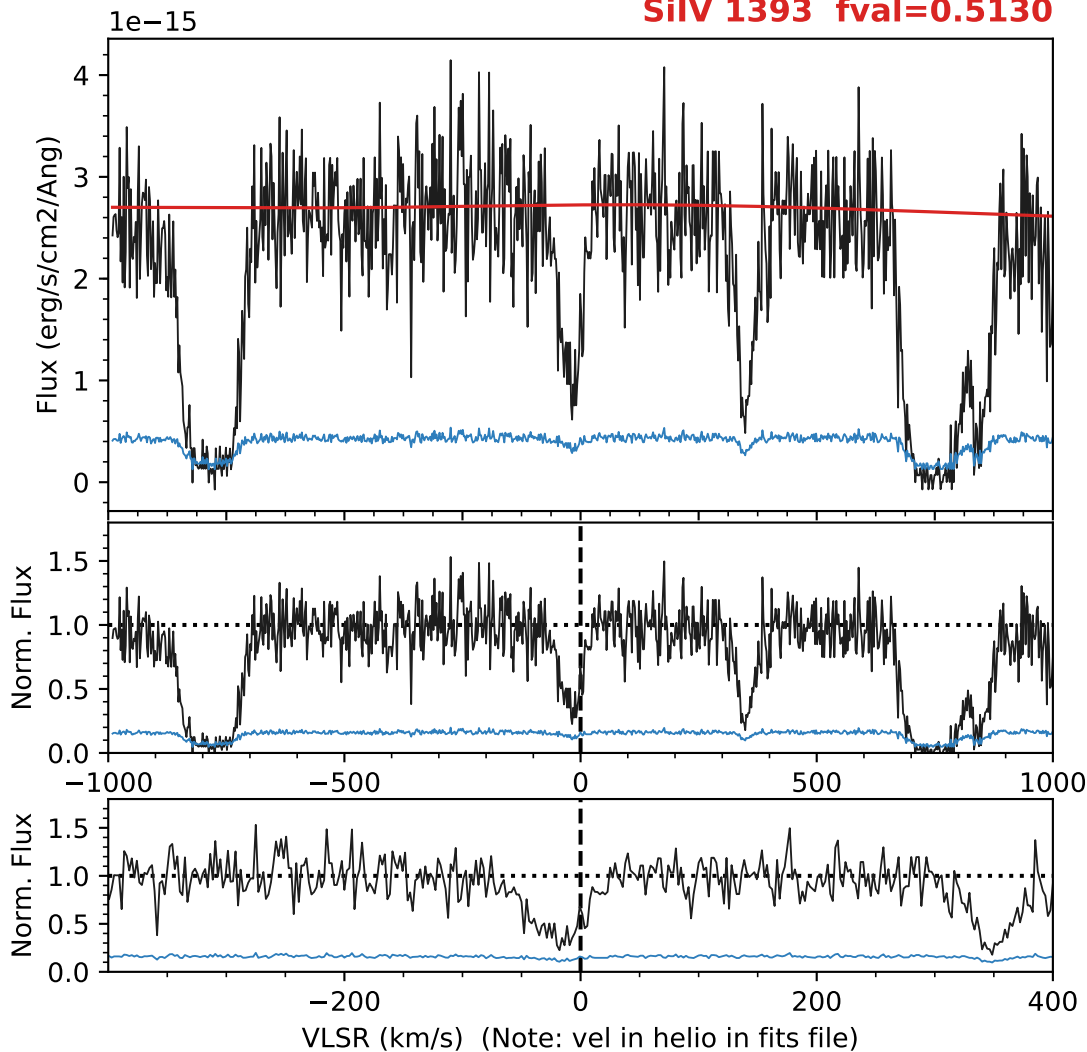 1e−15
SiIV 1393 fval=0.5130
Flux (erg/s/cm2/Ang)
4
3
2
1
0
Norm. Flux
1.5
1.0
0.5
0.0
−1000 −500 0 500 1000
Norm. Flux
1.5
1.0
0.5
0.0
−200 0 200 400
VLSR (km/s) (Note: vel in helio in fits file)